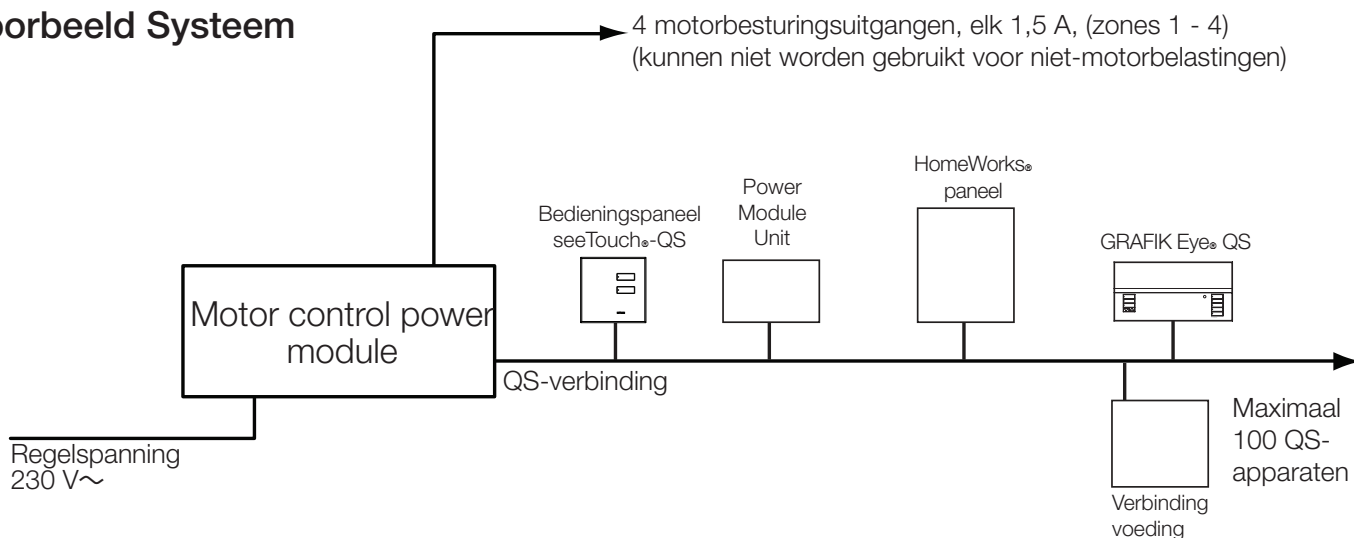 oorbeeld Systeem
4 motorbesturingsuitgangen, elk 1,5 A, (zones 1 - 4)
(kunnen niet worden gebruikt voor niet-motorbelastingen)
HomeWorks®
paneel
Power
Module
Unit
Bedieningspaneel
seeTouch®-QS
GRAFIK Eye® QS
Motor control power
module
QS-verbinding
Regelspanning
230 V~
Maximaal
100 QS-
apparaten
Verbinding
voeding